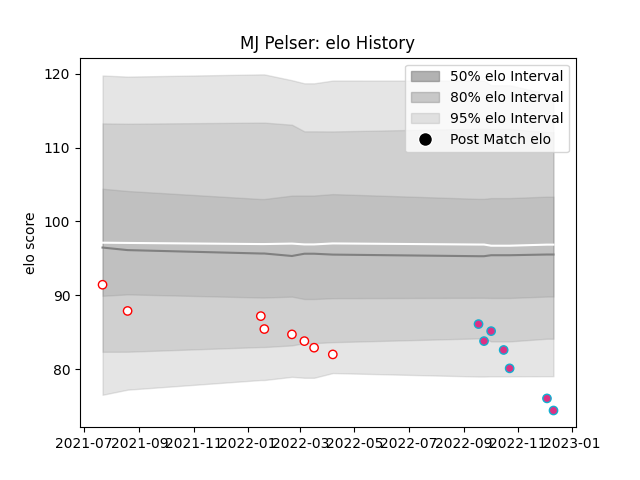 MJ Pelser: elo History
50% elo Interval
80% elo Interval
95% elo Interval
Post Match elo
elo score
120
110
100
90
80
2021-07 2021-09 2021-11 2022-01 2022-03 2022-05 2022-07 2022-09 2022-11 2023-01